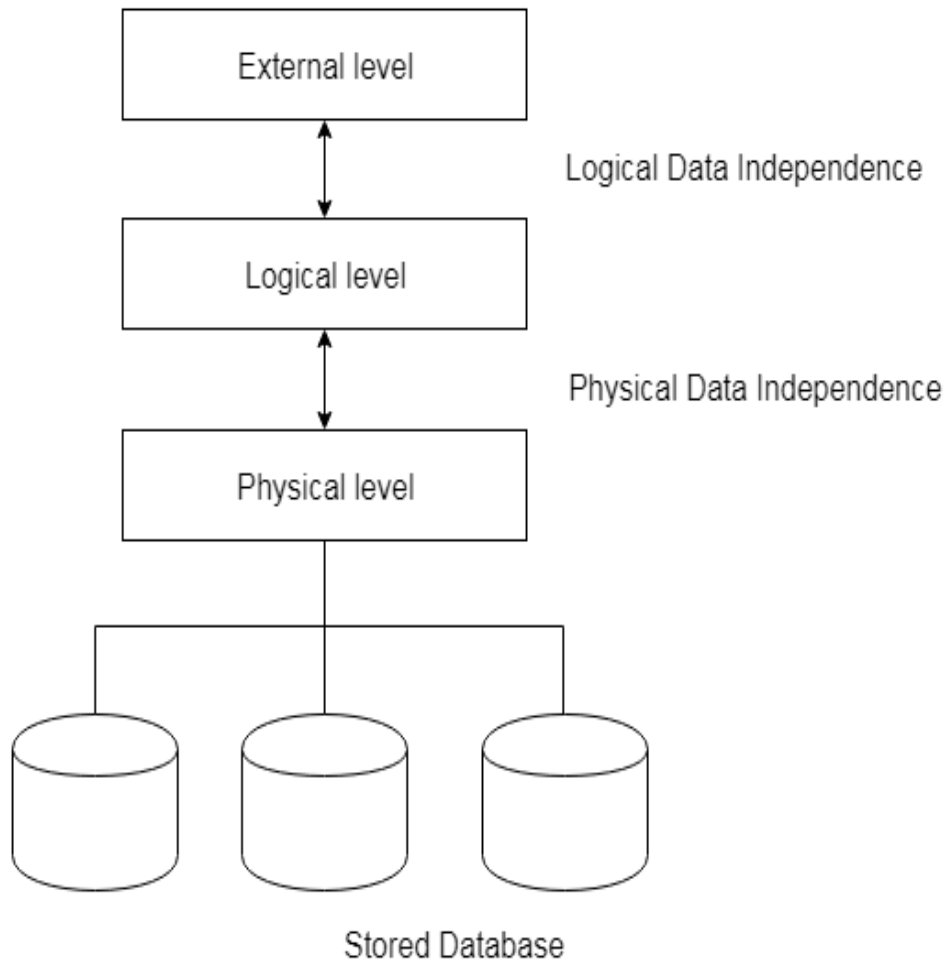 External level
Logical Data Independence
Logical level
Physical Data Independence
Physical level
Stored Database